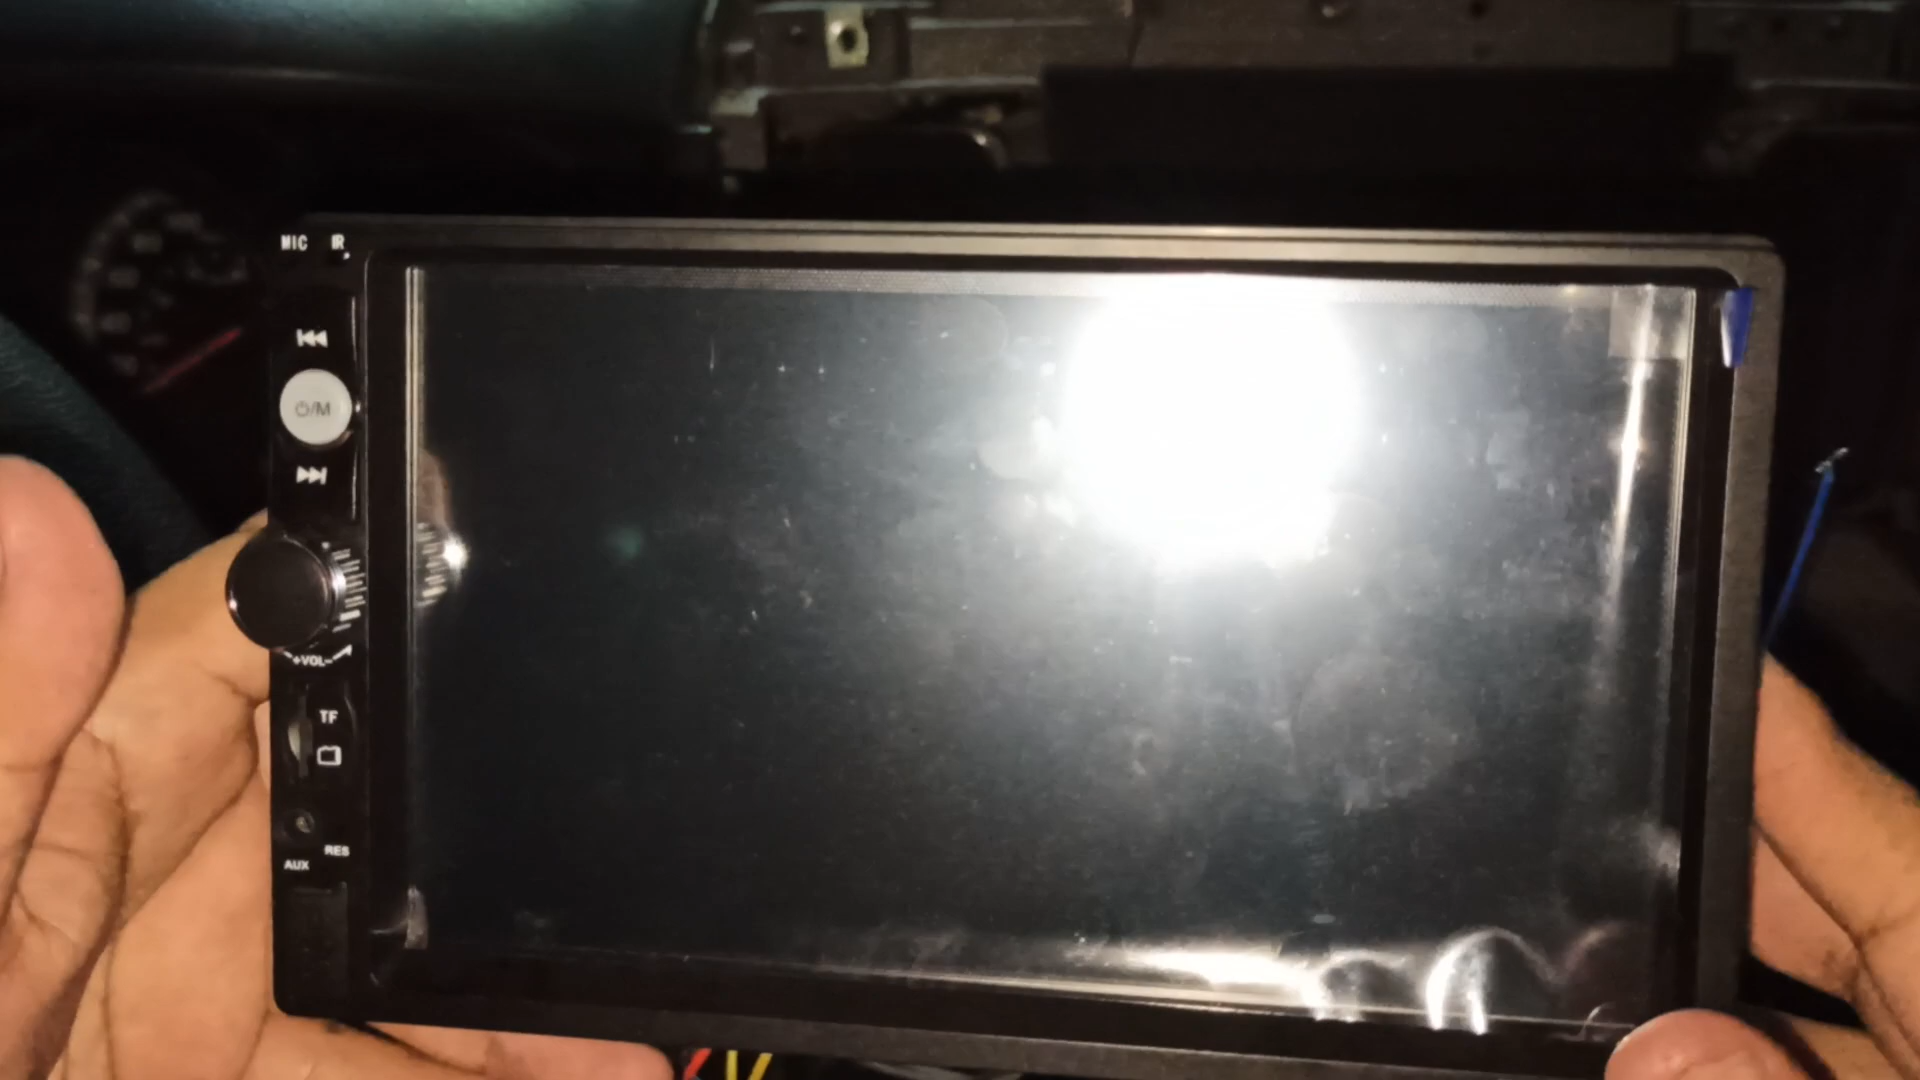 MIC IR
⏻/M
+VOL-
TF
RES
AUX